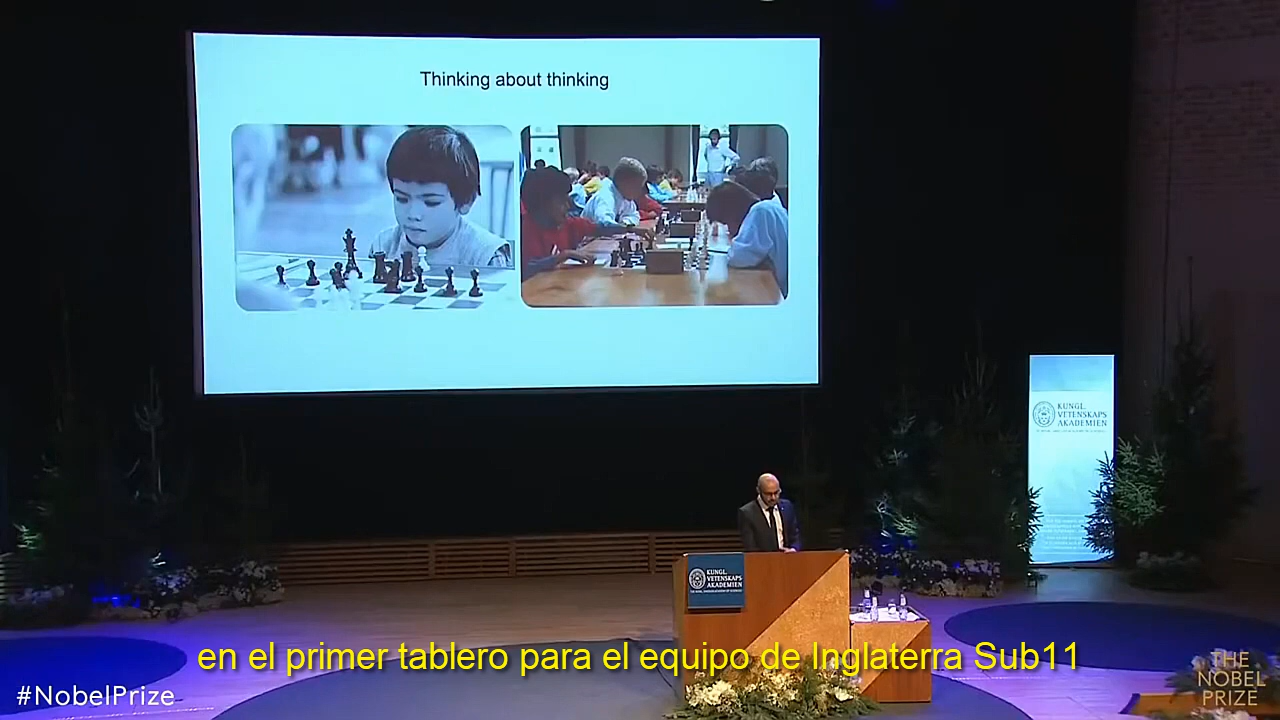 Thinking about thinking
KUNGL.
VETENSKAPS
AKADEMIEN
KUNGL.
VETENSKAPS
AKADEMIEN
en el primer tablero para el equipo de Inglaterra Sub11
#NobelPrize
THE
NOBEL
PRIZE